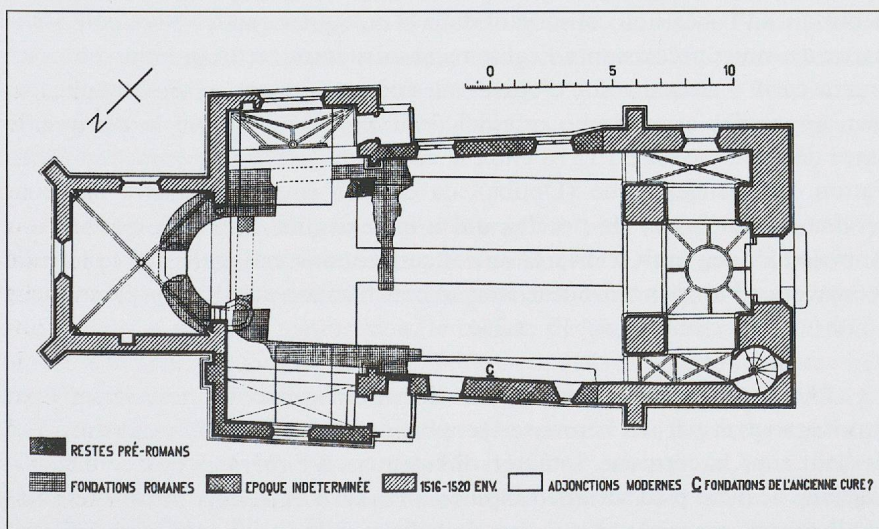 0 5 10
N
C
RESTES PRÉ-ROMANS
FONDATIONS ROMANES EPOQUE INDETERMINÉE 1516-1520 ENV. ADJONCTIONS MODERNES C FONDATIONS DE L'ANCIENNE CURE?